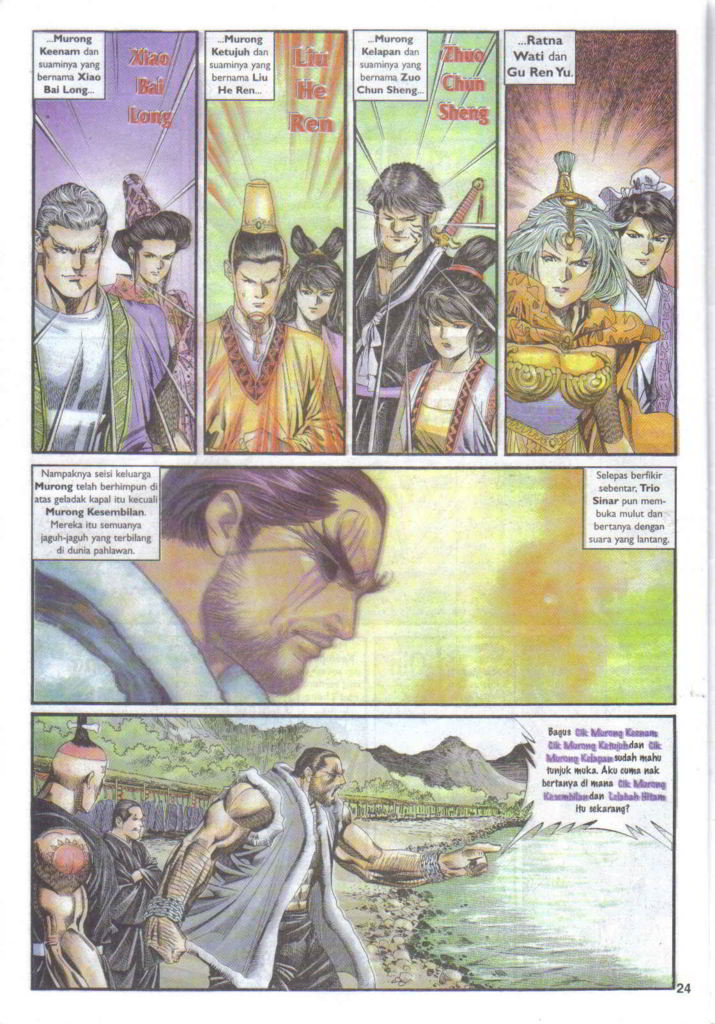 ...Murong
Keenam dan
suaminya yang
bernama Xiao
Bai Long...
Xiao
Bai
Long
...Murong
Ketujuh dan
suaminya yang
bernama Liu
He Ren...
Liu
He
Ren
...Murong
Kelapan dan
suaminya yang
bernama Zuo
Chun Sheng...
Zhuo
Chun
Sheng
...Ratna
Wati dan
Gu Ren Yu.
Nampaknya seisi keluarga
Murong telah berhimpun di
atas geladak kapal itu kecuali
Murong Kesembilan.
Mereka itu semuanya
jaguh-jaguh yang terbilang
di dunia pahlawan.
Selepas berfikir
sebentar, Trio
Sinar pun mem-
buka mulut dan
bertanya dengan
suara yang lantang.
Bagus Cik Murong Keenam,
Cik Murong Ketujuh dan Cik
Murong Kelapan sudah mahu
tunjuk muka. Aku cuma nak
bertanya di mana Cik Murong
Kesembilan dan Lelabah Hitam
itu sekarang?
24